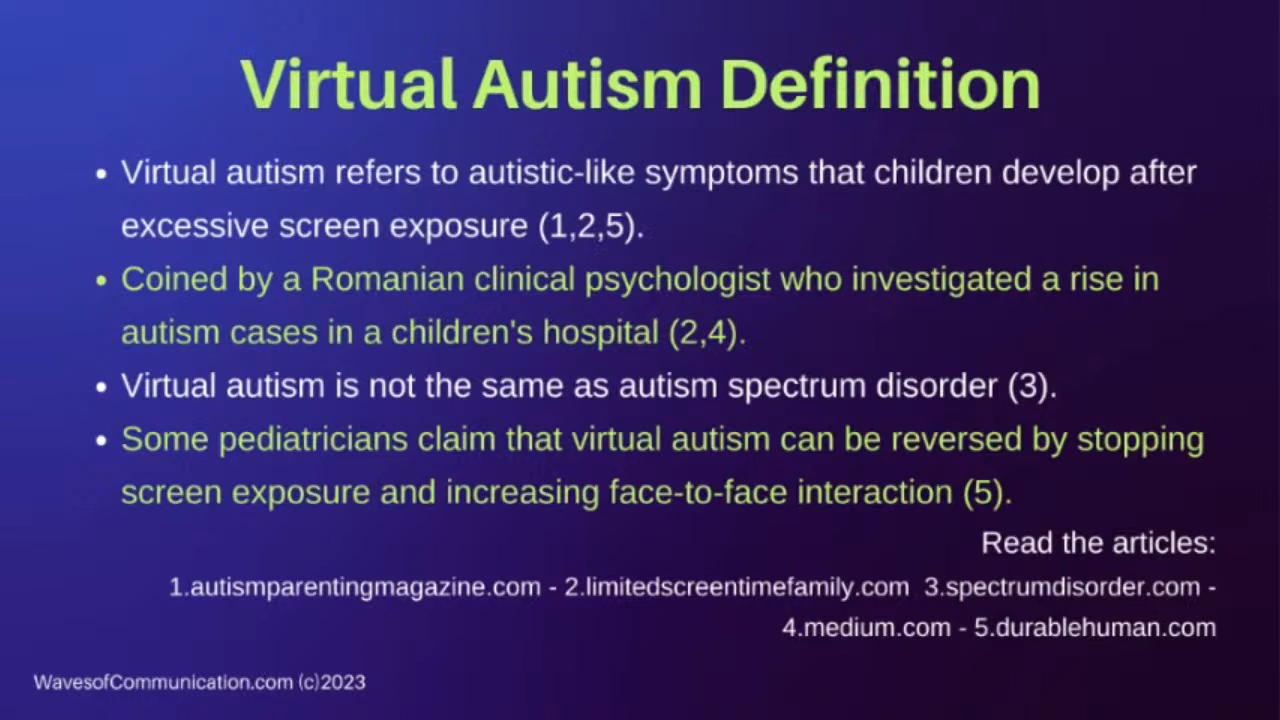 Virtual Autism Definition
• Virtual autism refers to autistic-like symptoms that children develop after
excessive screen exposure (1,2,5).
• Coined by a Romanian clinical psychologist who investigated a rise in
autism cases in a children's hospital (2,4).
• Virtual autism is not the same as autism spectrum disorder (3).
• Some pediatricians claim that virtual autism can be reversed by stopping
screen exposure and increasing face-to-face interaction (5).
Read the articles:
1.autismparentingmagazine.com - 2.limitedscreentimefamily.com 3.spectrumdisorder.com -
4.medium.com - 5.durablehuman.com
WavesofCommunication.com (c)2023